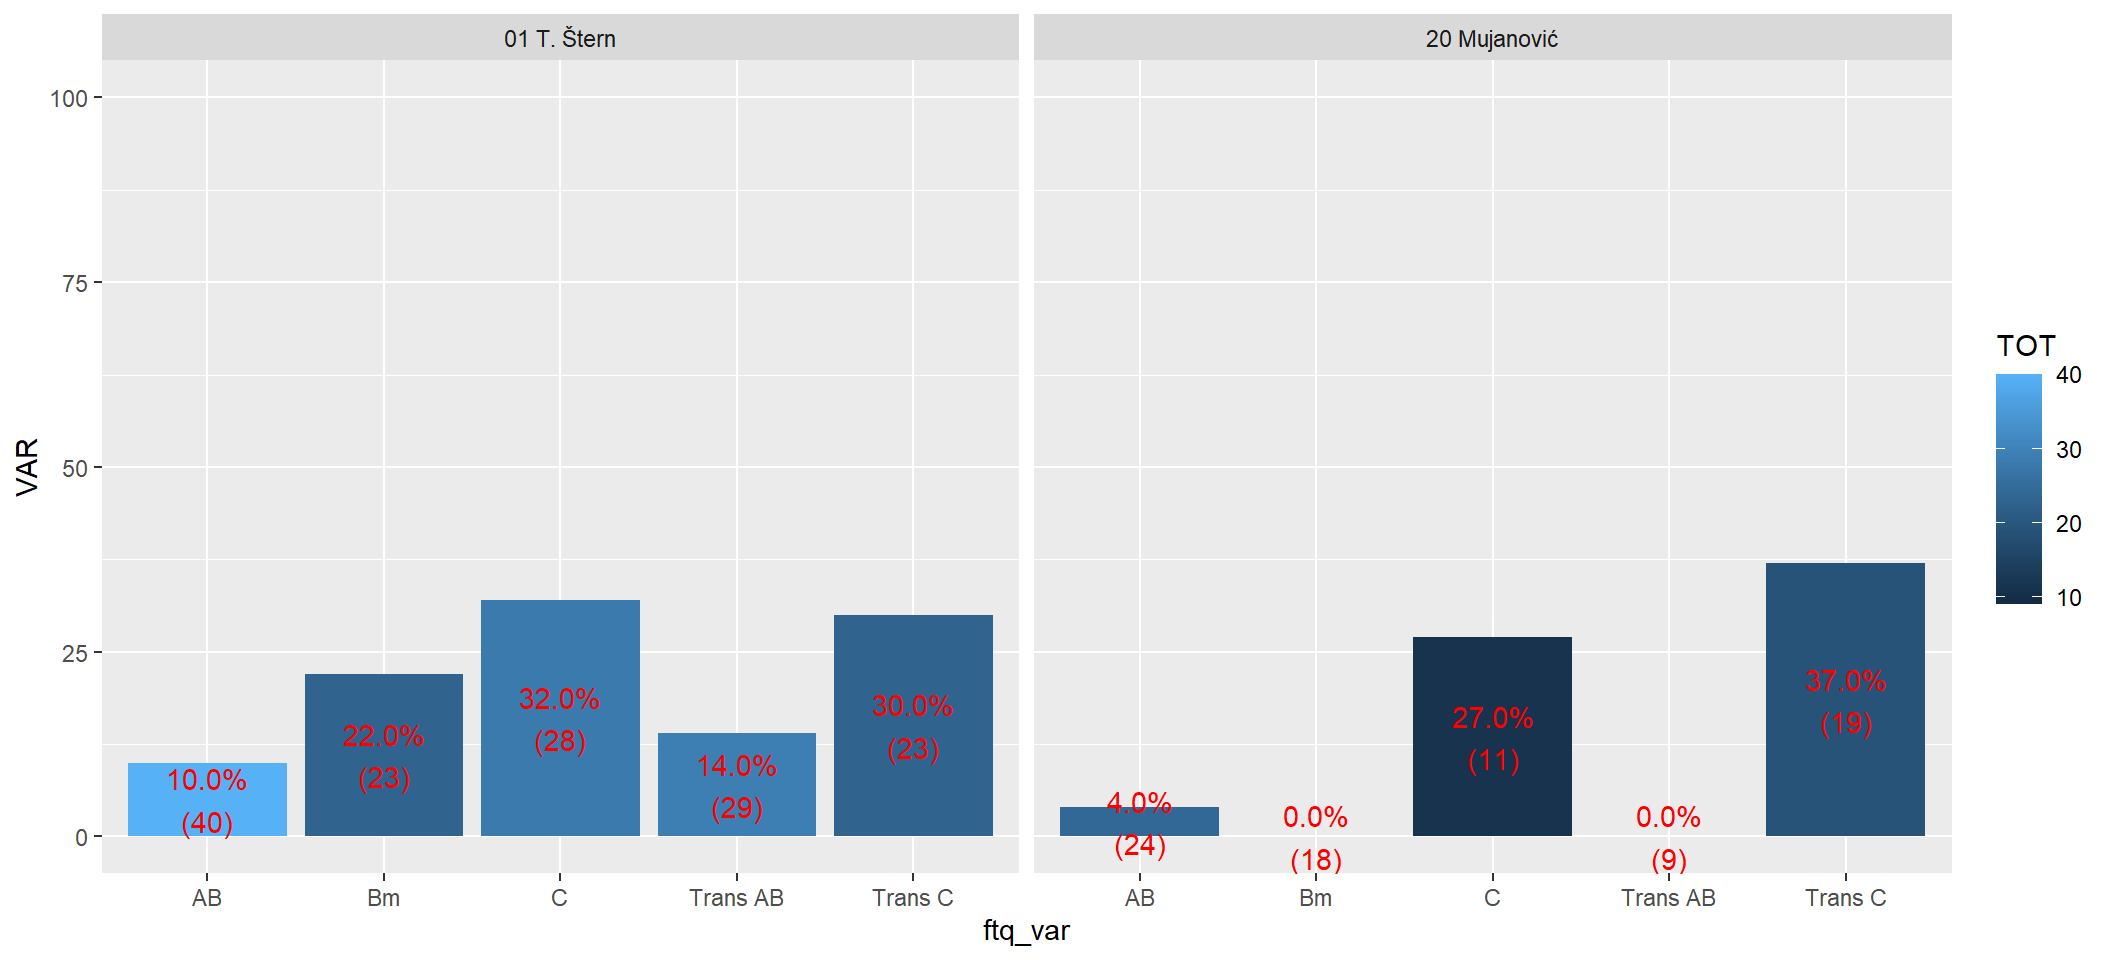 01 T. Štern
20 Mujanović
VAR
100
75
50
25
0
10.0%
(40)
22.0%
(23)
32.0%
(28)
14.0%
(29)
30.0%
(23)
4.0%
(24)
0.0%
(18)
27.0%
(11)
0.0%
(9)
37.0%
(19)
AB
Bm
C
Trans AB
Trans C
AB
Bm
C
Trans AB
Trans C
ftq_var
TOT
40
30
20
10